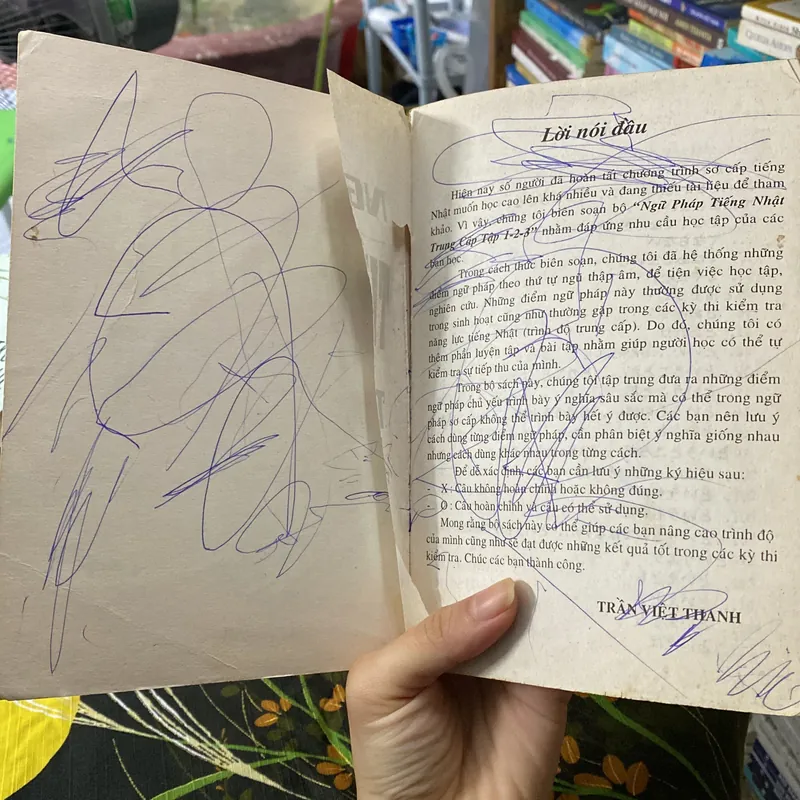 Lời nói đầu
Hiện nay số người đã hoàn tất chương trình sơ cấp tiếng
Nhật muốn học cao lên khá nhiều và đang thiếu tài liệu để tham
khảo. Vì vậy, chúng tôi biên soạn bộ “Ngữ Pháp Tiếng Nhật
Trung Cấp Tập 1-2-3” nhằm đáp ứng nhu cầu học tập của các
bạn học.
Trong cách thức biên soạn, chúng tôi đã hệ thống những
điểm ngữ pháp theo thứ tự ngũ thập âm, để tiện việc học tập,
nghiên cứu. Những điểm ngữ pháp này thường được sử dụng
trong sinh hoạt cũng như thường gặp trong các kỳ thi kiểm tra
năng lực tiếng Nhật (trình độ trung cấp). Do đó, chúng tôi có
thêm phần luyện tập và bài tập nhằm giúp người học có thể tự
kiểm tra sự tiếp thu của mình.
Trong bộ sách này, chúng tôi tập trung đưa ra những điểm
ngữ pháp chủ yếu trình bày ý nghĩa sâu sắc mà có thể trong ngữ
pháp sơ cấp không thể trình bày hết ý được. Các bạn nên lưu ý
cách dùng từng điểm ngữ pháp, cần phân biệt ý nghĩa giống nhau
nhưng cách dùng khác nhau trong từng cách.
Để dễ xác định, các bạn cần lưu ý những ký hiệu sau:
X : Câu không hoàn chỉnh hoặc không đúng.
O : Câu hoàn chỉnh và câu có thể sử dụng.
Mong rằng bộ sách này có thể giúp các bạn nâng cao trình độ
của mình cũng như sẽ đạt được những kết quả tốt trong các kỳ thi
kiểm tra. Chúc các bạn thành công.
TRẦN VIỆT THANH